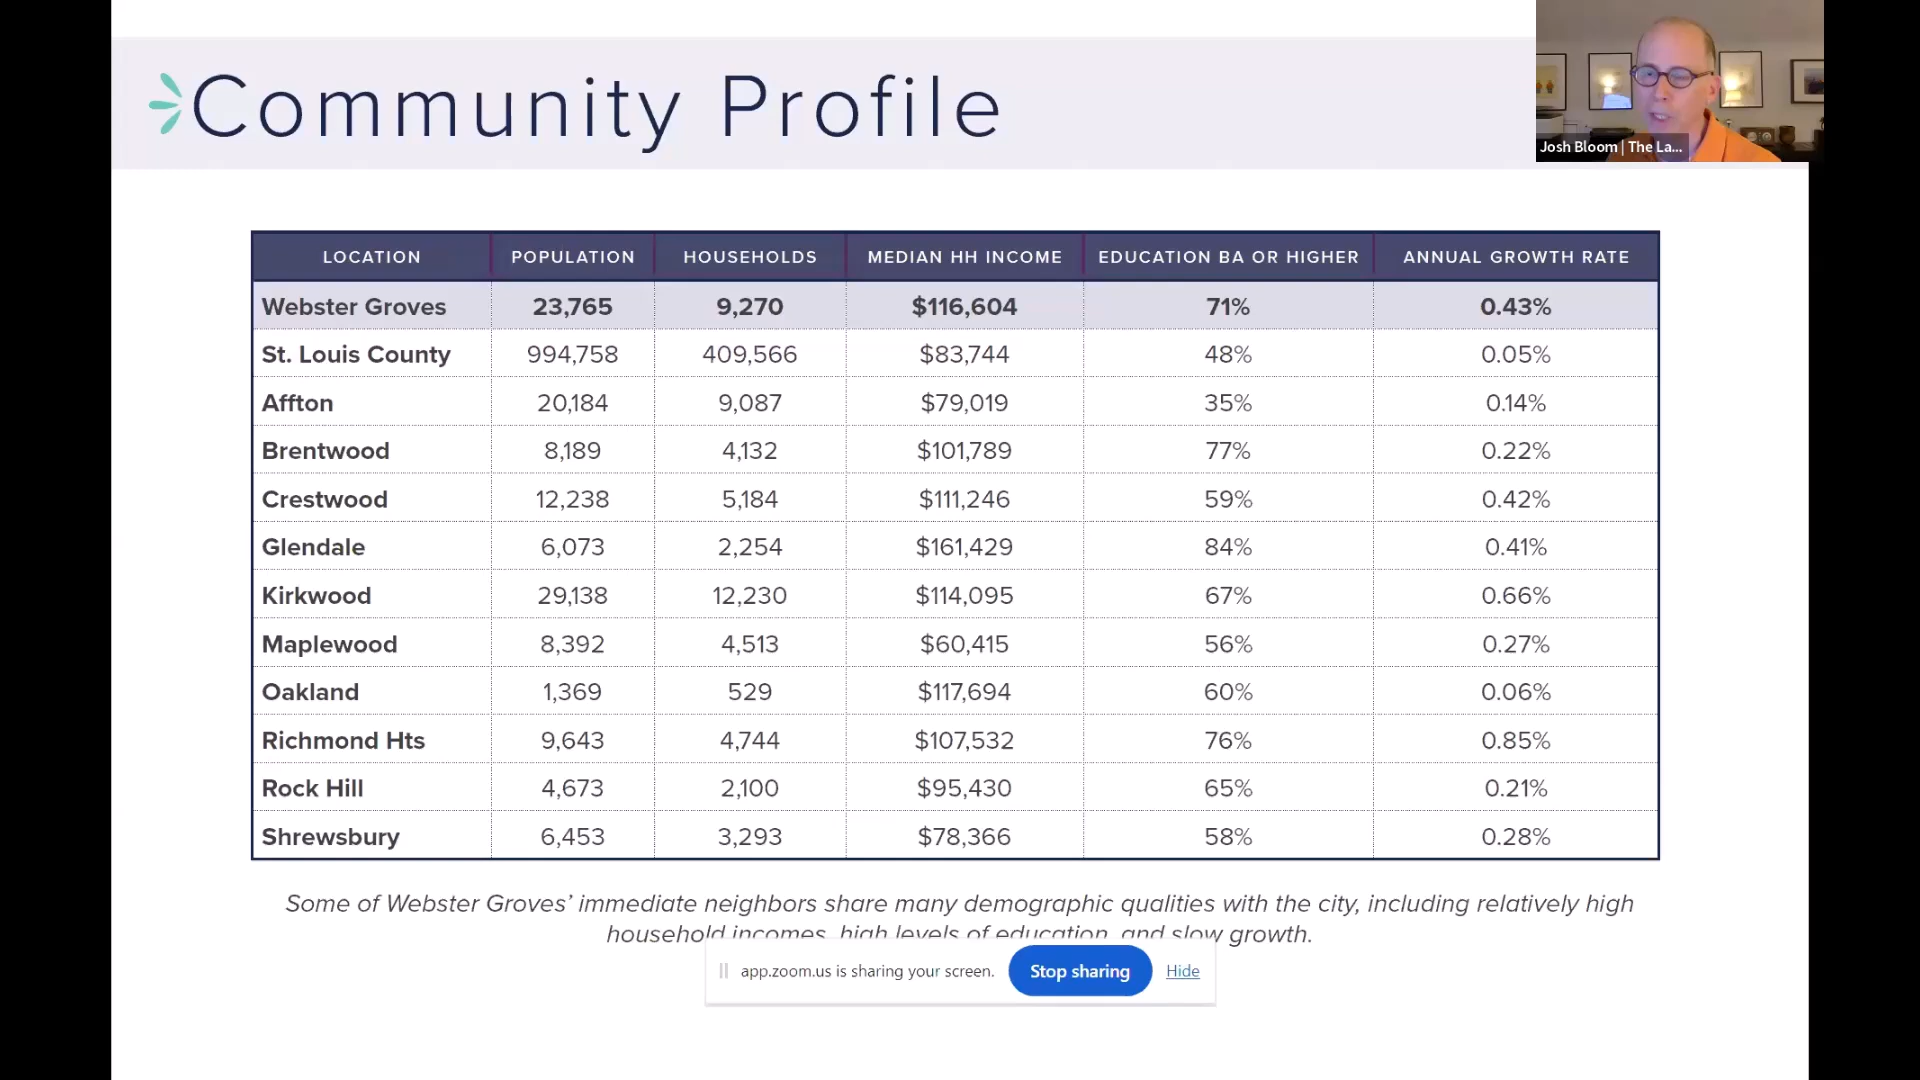 Community Profile
Josh Bloom | The La...
LOCATION POPULATION HOUSEHOLDS MEDIAN HH INCOME EDUCATION BA OR HIGHER ANNUAL GROWTH RATE
Webster Groves 23,765 9,270 $116,604 71% 0.43%
St. Louis County 994,758 409,566 $83,744 48% 0.05%
Affton 20,184 9,087 $79,019 35% 0.14%
Brentwood 8,189 4,132 $101,789 77% 0.22%
Crestwood 12,238 5,184 $111,246 59% 0.42%
Glendale 6,073 2,254 $161,429 84% 0.41%
Kirkwood 29,138 12,230 $114,095 67% 0.66%
Maplewood 8,392 4,513 $60,415 56% 0.27%
Oakland 1,369 529 $117,694 60% 0.06%
Richmond Hts 9,643 4,744 $107,532 76% 0.85%
Rock Hill 4,673 2,100 $95,430 65% 0.21%
Shrewsbury 6,453 3,293 $78,366 58% 0.28%
Some of Webster Groves’ immediate neighbors share many demographic qualities with the city, including relatively high
household incomes, high levels of education, and slow growth.
app.zoom.us is sharing your screen. Stop sharing Hide